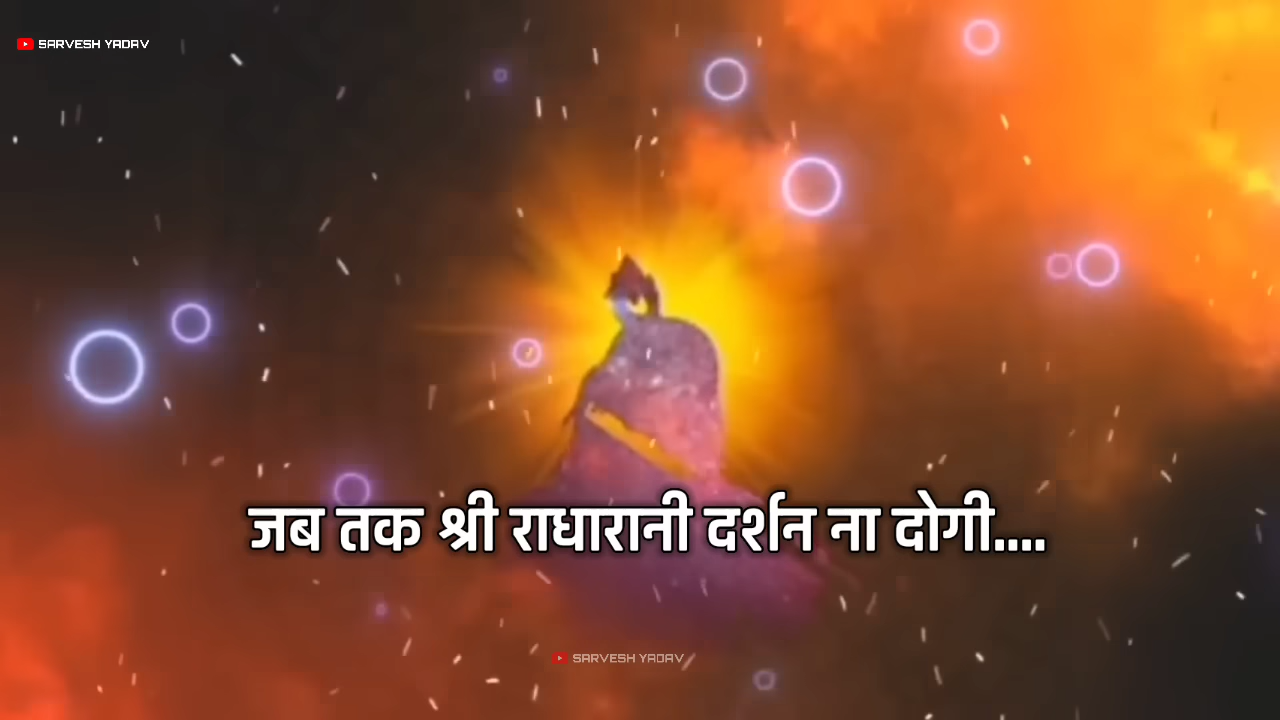 SARVESH YADAV
जब तक श्री राधारानी दर्शन ना दोगी....
SARVESH YADAV